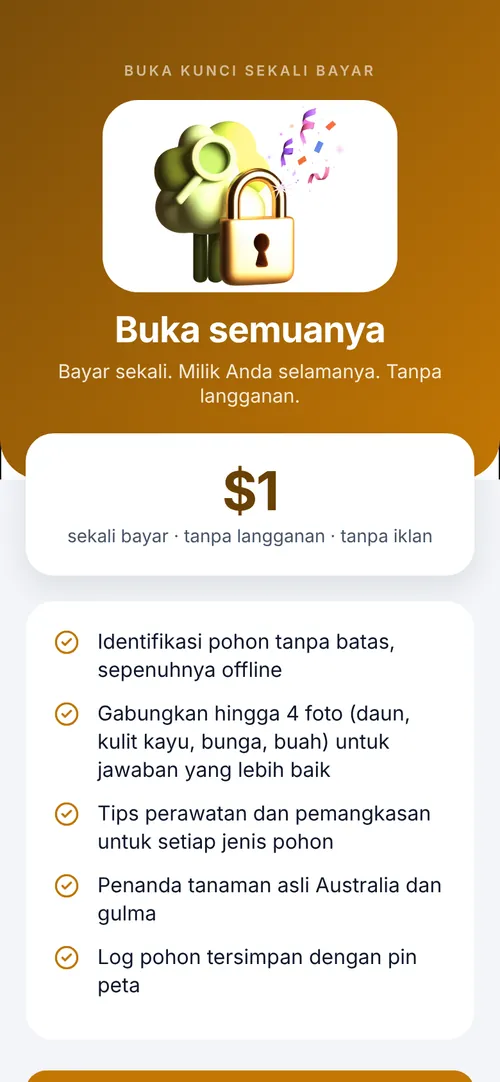 BUKA KUNCI SEKALI BAYAR
Buka semuanya
Bayar sekali. Milik Anda selamanya. Tanpa
langganan.
$1
sekali bayar · tanpa langganan · tanpa iklan
Identifikasi pohon tanpa batas,
sepenuhnya offline
Gabungkan hingga 4 foto (daun,
kulit kayu, bunga, buah) untuk
jawaban yang lebih baik
Tips perawatan dan pemangkasan
untuk setiap jenis pohon
Penanda tanaman asli Australia dan
gulma
Log pohon tersimpan dengan pin
peta